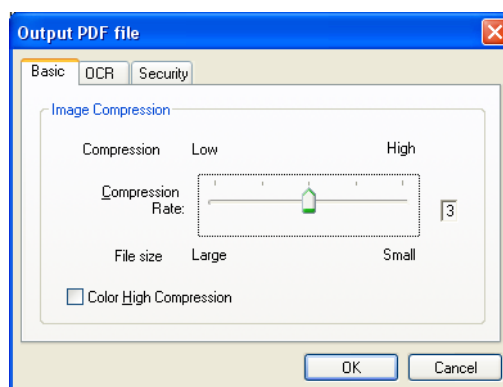 Output PDF file
Basic OCR Security
Image Compression
Compression Low High
Compression
Rate: 3
File size Large Small
Color High Compression
OK Cancel